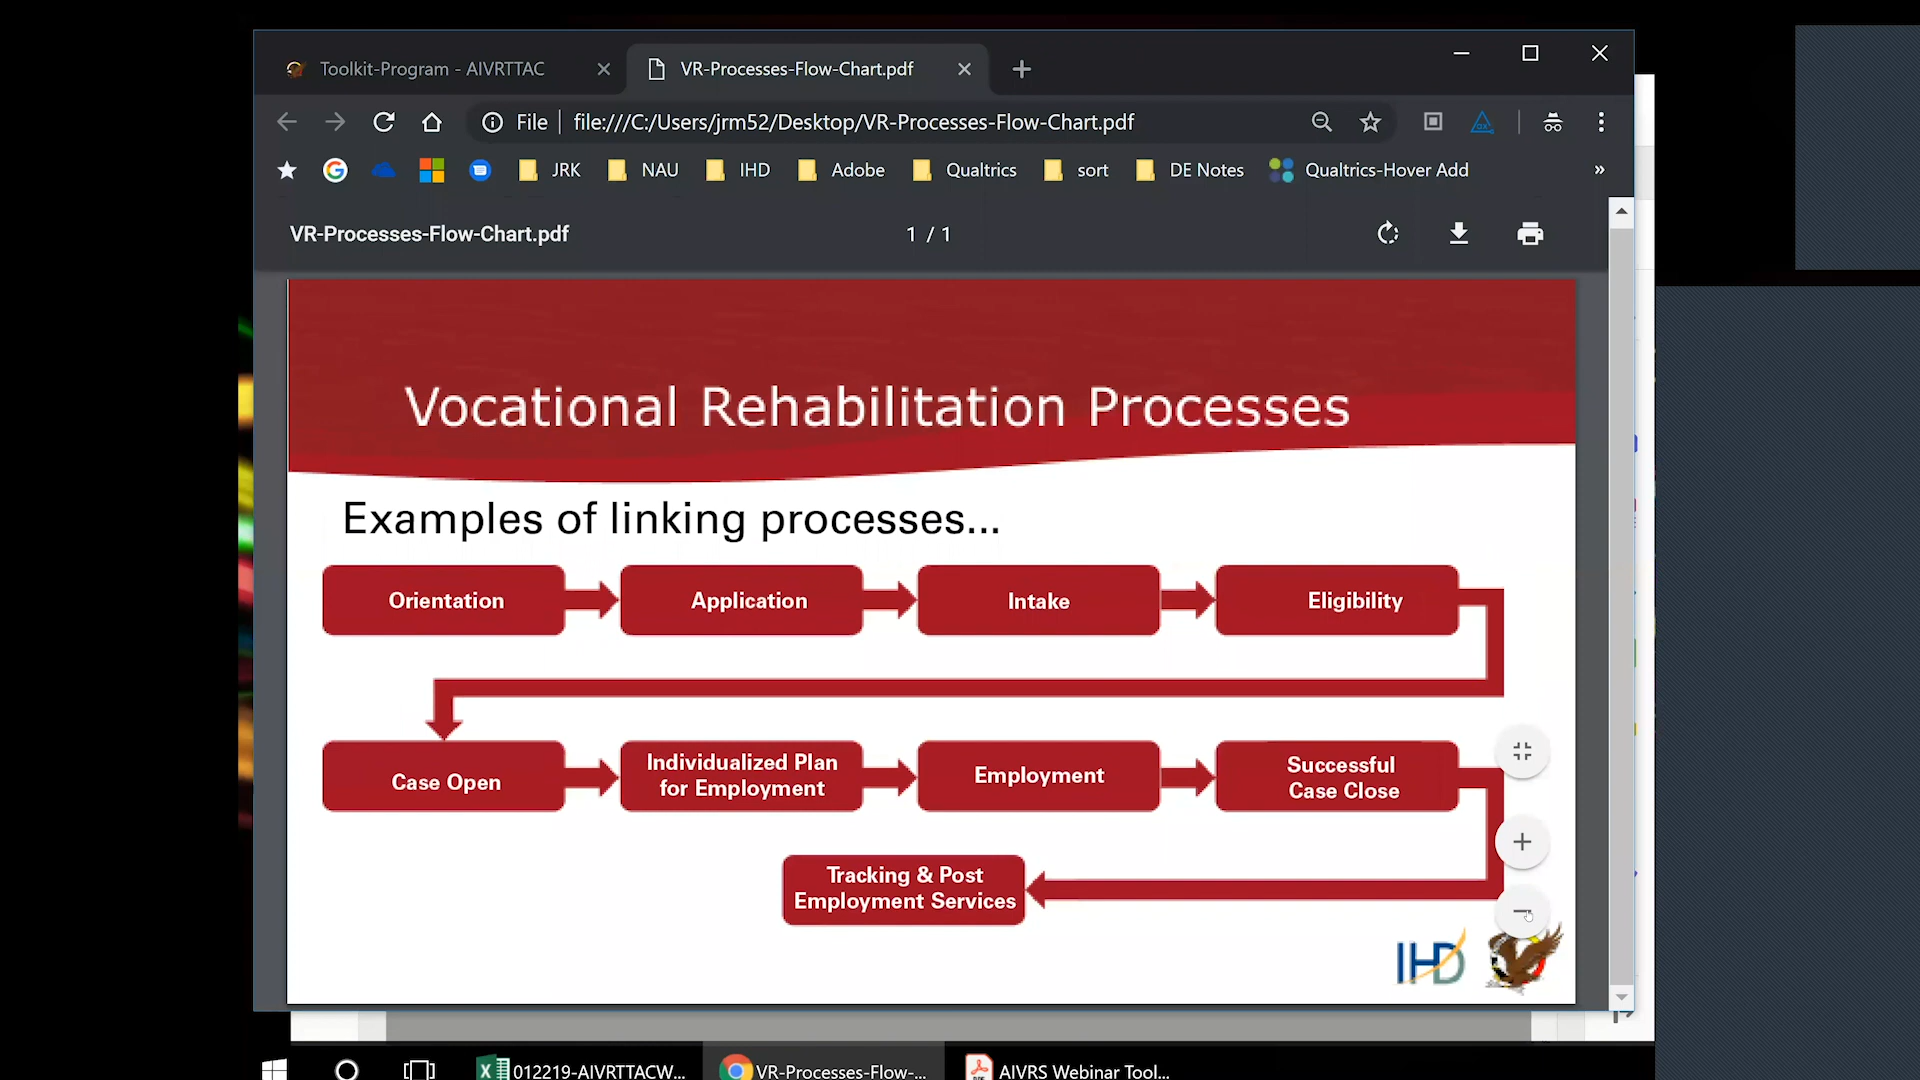 Toolkit-Program - AIVRTTAC
VR-Processes-Flow-Chart.pdf
File
file:///C:/Users/jrm52/Desktop/VR-Processes-Flow-Chart.pdf
JRK
NAU
IHD
Adobe
Qualtrics
sort
DE Notes
Qualtrics-Hover Add
»
VR-Processes-Flow-Chart.pdf
1 / 1
Vocational Rehabilitation Processes
Examples of linking processes...
Orientation
Application
Intake
Eligibility
Case Open
Individualized Plan
for Employment
Employment
Successful
Case Close
Tracking & Post
Employment Services
IHD
012219-AIVRTTACW...
VR-Processes-Flow-...
AIVRS Webinar Tool...